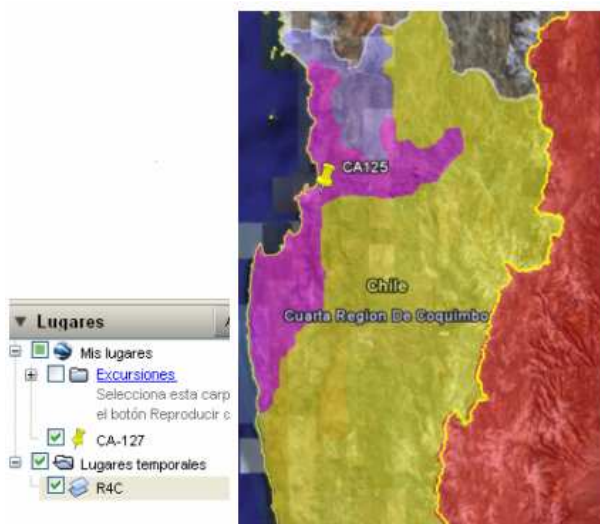 CA125
Chile
Cuarta Region De Coquimbo
Lugares
Mis lugares
Excursiones
Selecciona esta carp
el botón Reproducir c
CA-127
Lugares temporales
R4C